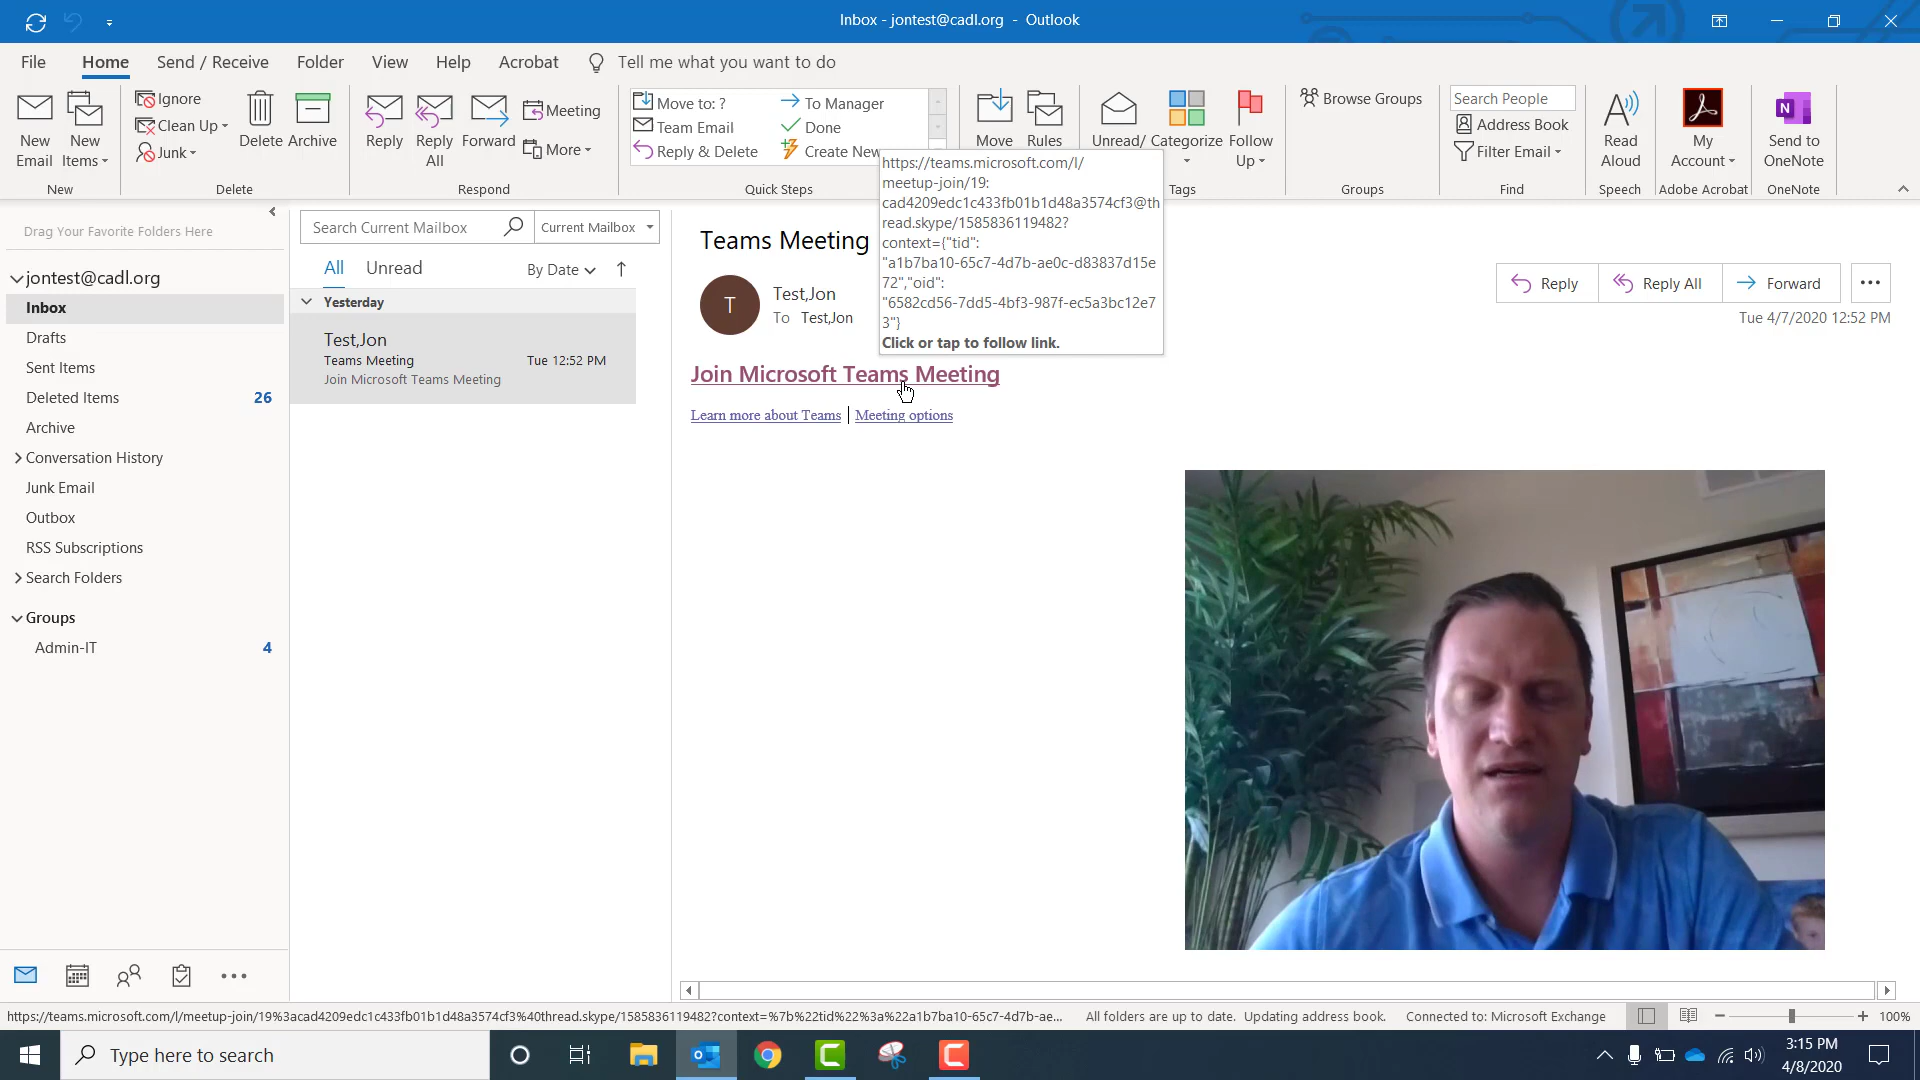 Inbox - jontest@cadl.org - Outlook
File Home Send / Receive Folder View Help Acrobat Tell me what you want to do
New Email
New Items
New
Ignore
Clean Up
Junk
Delete
Archive
Delete
Reply
Reply All
Forward
Meeting
More
Respond
Move to: ?
Team Email
Reply & Delete
To Manager
Done
Create New
Quick Steps
Move
Rules
Unread/
Categorize
Follow Up
Tags
Browse Groups
Groups
Search People
Address Book
Filter Email
Find
Read Aloud
Speech
My Account
Adobe Acrobat
Send to OneNote
OneNote
https://teams.microsoft.com/l/
meetup-join/19:
cad4209edc1c433fb01b1d48a3574cf3@th
read.skype/1585836119482?
context={"tid":
"a1b7ba10-65c7-4d7b-ae0c-d83837d15e
72","oid":
"6582cd56-7dd5-4bf3-987f-ec5a3bc12e7
3"}
Click or tap to follow link.
Drag Your Favorite Folders Here
jontest@cadl.org
Inbox
Drafts
Sent Items
Deleted Items 26
Archive
Conversation History
Junk Email
Outbox
RSS Subscriptions
Search Folders
Groups
Admin-IT 4
Search Current Mailbox
Current Mailbox
All Unread By Date
Yesterday
Test,Jon
Teams Meeting Tue 12:52 PM
Join Microsoft Teams Meeting
Teams Meeting
T
Test,Jon
To Test,Jon
Reply Reply All Forward
Tue 4/7/2020 12:52 PM
Join Microsoft Teams Meeting
Learn more about Teams | Meeting options
https://teams.microsoft.com/l/meetup-join/19%3acad4209edc1c433fb01b1d48a3574cf3%40thread.skype/1585836119482?context=%7b%22tid%22%3a%22a1b7ba10-65c7-4d7b-ae... All folders are up to date. Updating address book. Connected to: Microsoft Exchange 100%
Type here to search
3:15 PM
4/8/2020